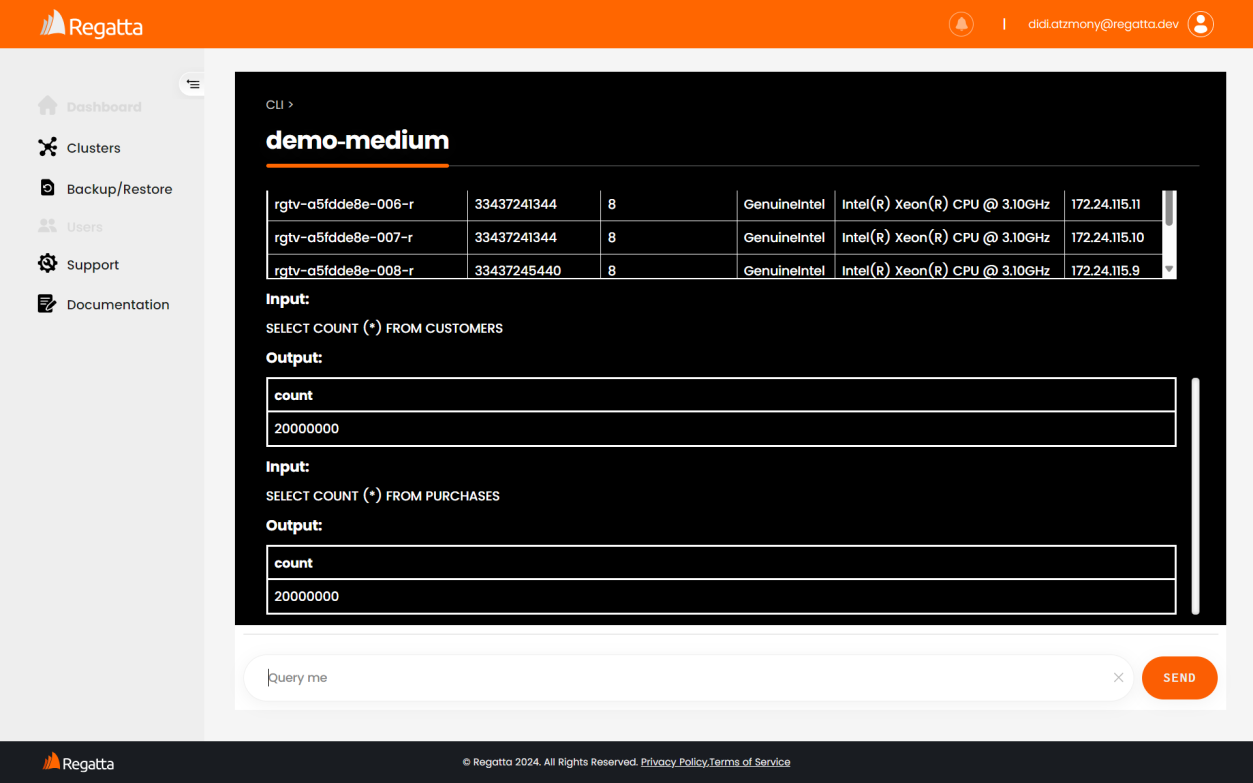 Regatta
| didi.atzmony@regatta.dev
Dashboard
Clusters
Backup/Restore
Users
Support
Documentation
CLI >
demo-medium
rgtv-a5fdde8e-006-r 33437241344 8 GenuineIntel Intel(R) Xeon(R) CPU @ 3.10GHz 172.24.115.11
rgtv-a5fdde8e-007-r 33437241344 8 GenuineIntel Intel(R) Xeon(R) CPU @ 3.10GHz 172.24.115.10
rgtv-a5fdde8e-008-r 33437245440 8 GenuineIntel Intel(R) Xeon(R) CPU @ 3.10GHz 172.24.115.9
Input:
SELECT COUNT (*) FROM CUSTOMERS
Output:
count
20000000
Input:
SELECT COUNT (*) FROM PURCHASES
Output:
count
20000000
Query me
SEND
Regatta
© Regatta 2024. All Rights Reserved. Privacy Policy,Terms of Service